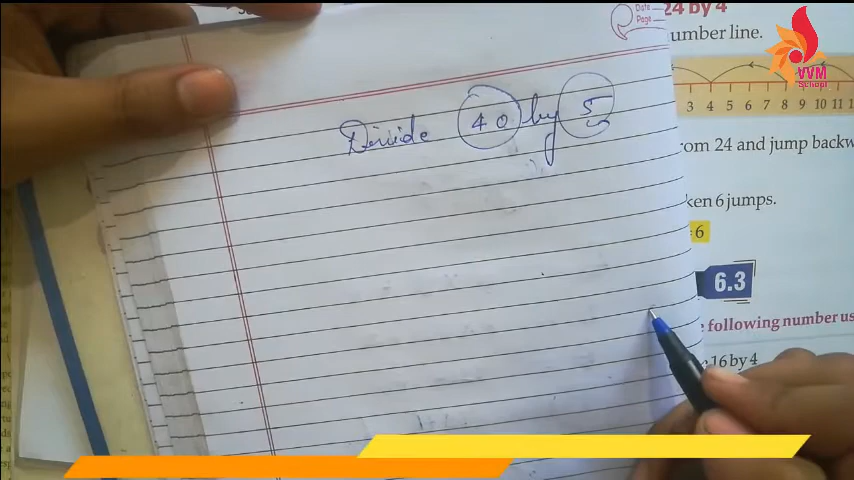 Date
Page
24 by 4
umber line.
VVM
School
3 4 5 6 7 8 9 10 11
Divide 40 by 5
rom 24 and jump backw
ken 6 jumps.
6
6.3
following number us
16 by 4